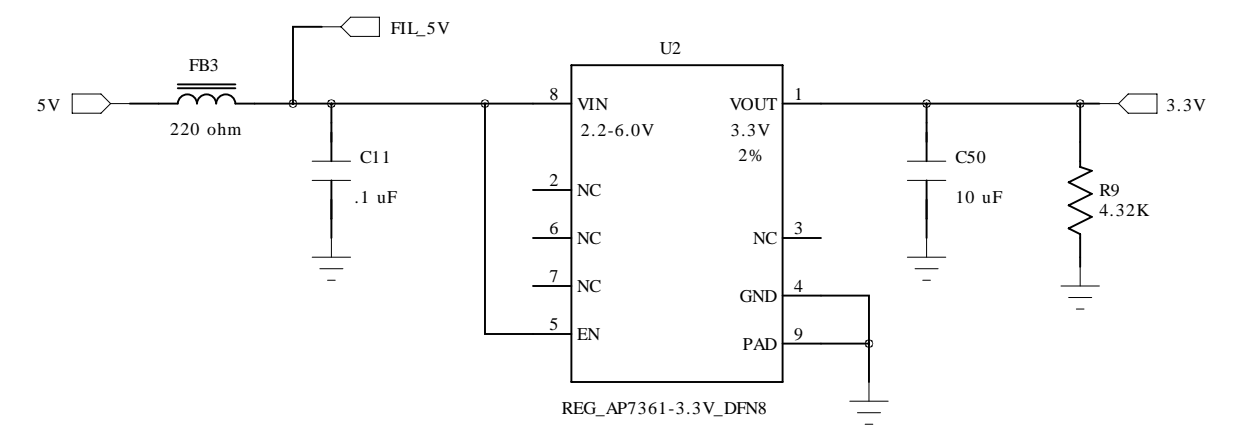 FIL_5V
U2
FB3
5V
220 ohm
8 VIN
2.2-6.0V
VOUT 1
3.3V
2%
3.3V
C11
.1 uF
C50
10 uF
R9
4.32K
2 NC
6 NC
NC 3
7 NC
GND 4
5 EN
PAD 9
REG_AP7361-3.3V_DFN8